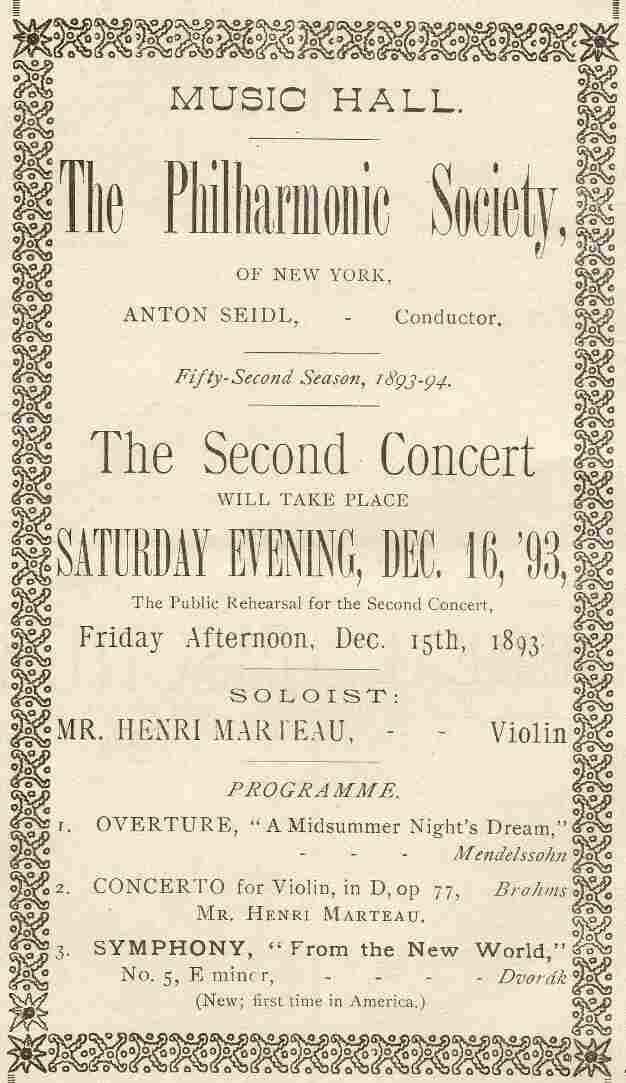 MUSIC HALL.
The Philharmonic Society,
OF NEW YORK,
ANTON SEIDL, - Conductor.
Fifty-Second Season, 1893-94.
The Second Concert
WILL TAKE PLACE
SATURDAY EVENING, DEC. 16, '93,
The Public Rehearsal for the Second Concert,
Friday Afternoon, Dec. 15th, 1893.
SOLOIST:
MR. HENRI MARTEAU, - - Violin
PROGRAMME.
1. OVERTURE, "A Midsummer Night's Dream,"
- - - Mendelssohn
2. CONCERTO for Violin, in D, op 77, Brahms
MR. HENRI MARTEAU.
3. SYMPHONY, "From the New World,"
No. 5, E minor, - - - - Dvorák
(New; first time in America.)